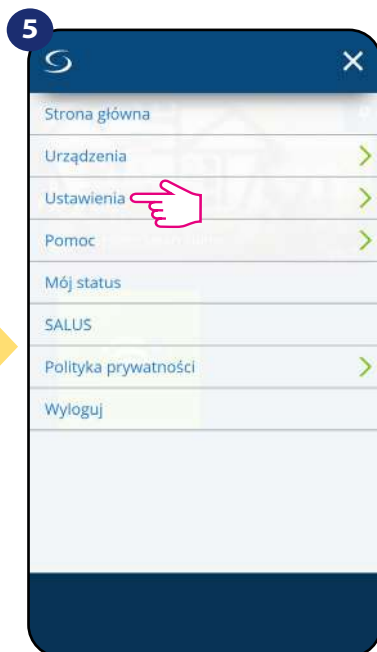 5
Strona główna
Urządzenia
Ustawienia
Pomoc
Mój status
SALUS
Polityka prywatności
Wyloguj